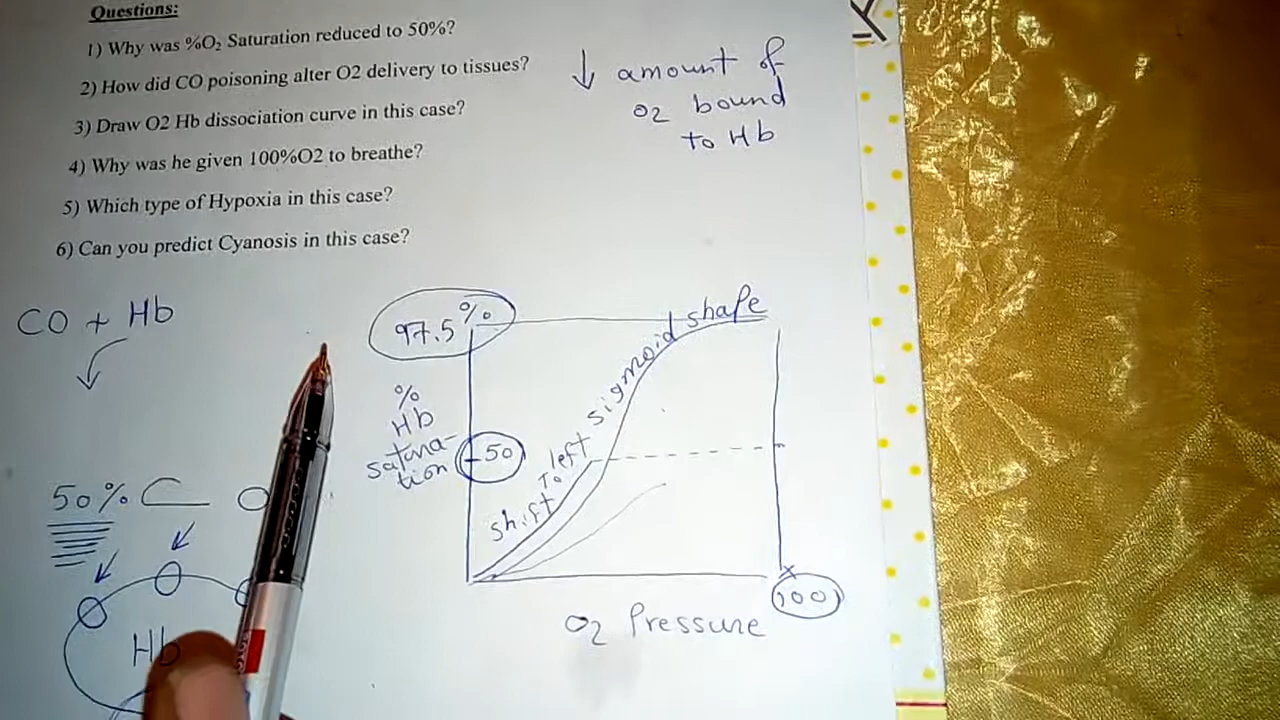 Questions:
1) Why was %O₂ Saturation reduced to 50%?
2) How did CO poisoning alter O2 delivery to tissues?
3) Draw O2 Hb dissociation curve in this case?
4) Why was he given 100%O2 to breathe?
5) Which type of Hypoxia in this case?
6) Can you predict Cyanosis in this case?
↓ amount of
O₂ bound
to Hb
CO + Hb
50%
Hb
97.5%
%
Hb
satura-
tion
50
shift To left
sigmoid shape
100
O₂ Pressure